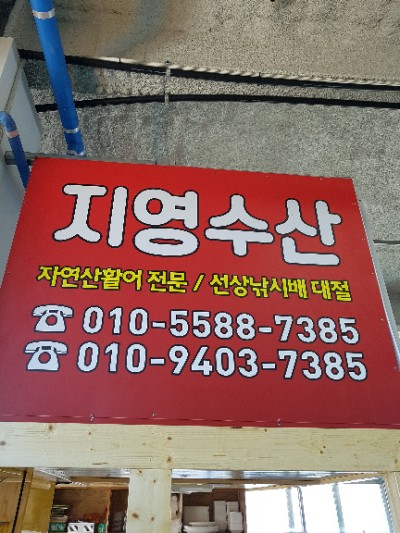 지영수산
자연산활어 전문 / 선상낚시배 대절
☎ 010-5588-7385
☎ 010-9403-7385